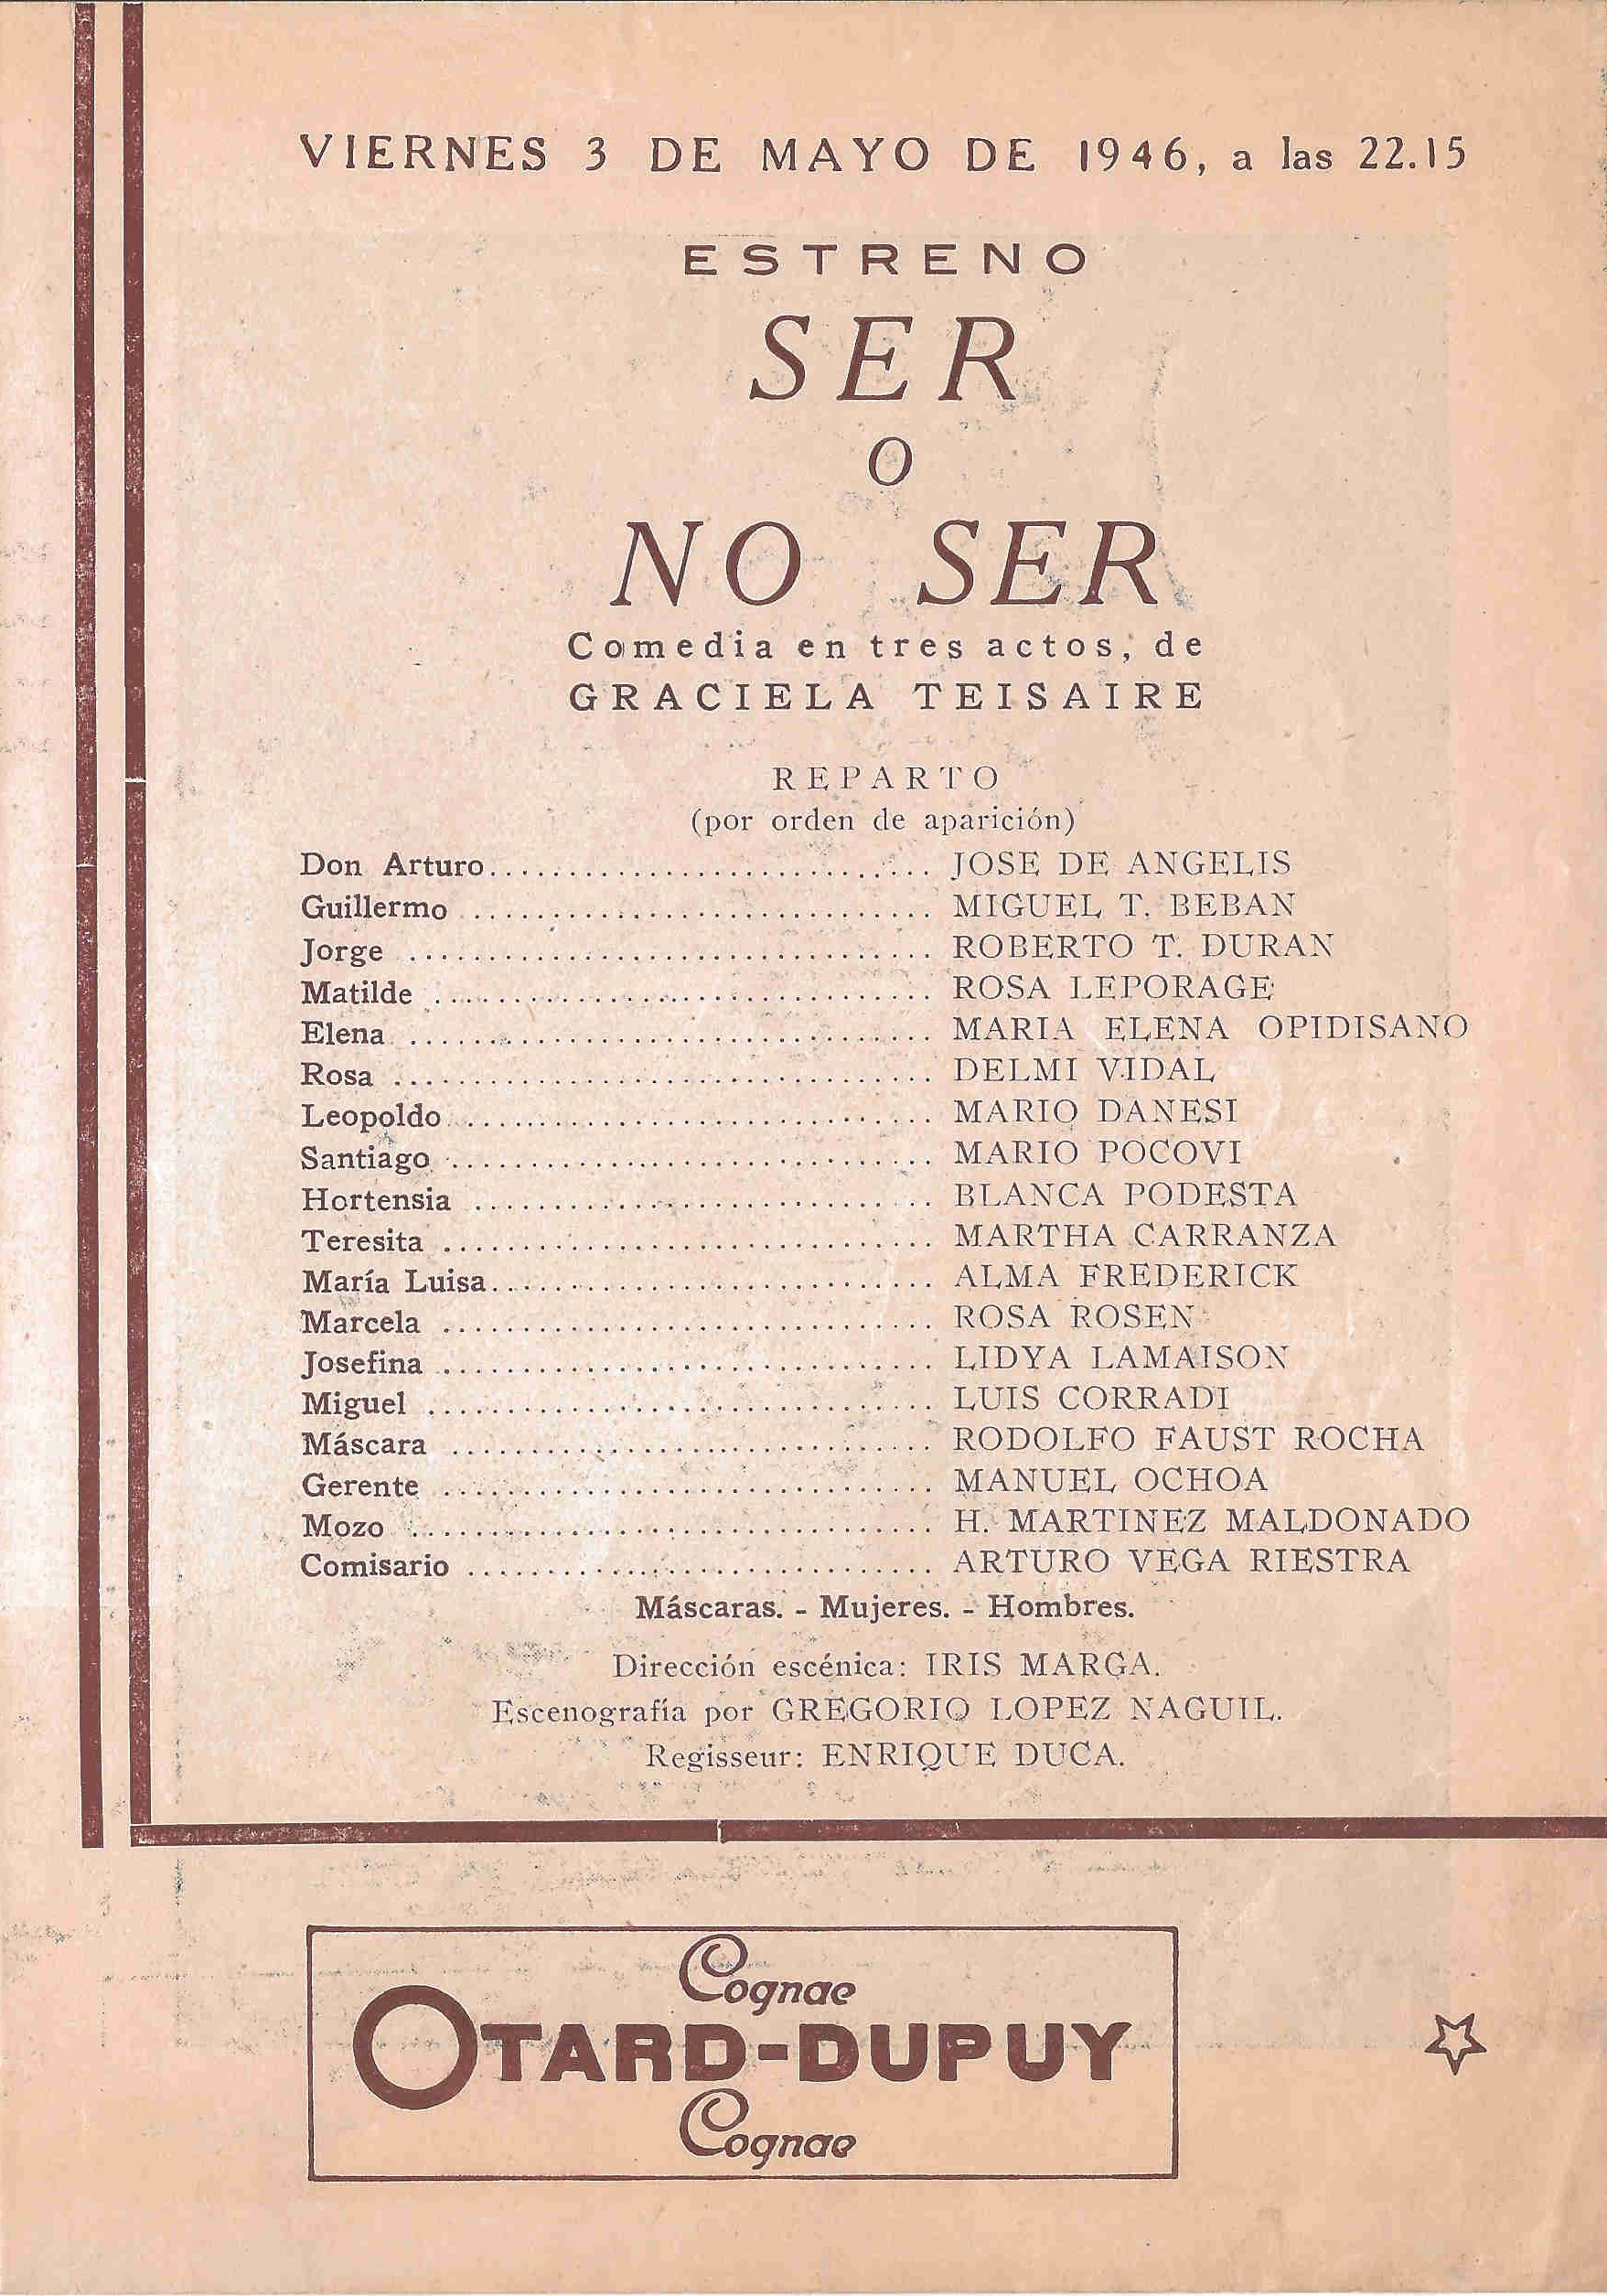 VIERNES 3 DE MAYO DE 1946, a las 22.15
ESTRENO
SER
O
NO SER
Comedia en tres actos, de
GRACIELA TEISAIRE
REPARTO
(por orden de aparición)
Don Arturo............................ JOSE DE ANGELIS
Guillermo ............................. MIGUEL T. BEBAN
Jorge ................................. ROBERTO T. DURAN
Matilde ............................... ROSA LEPORAGE
Elena ................................. MARIA ELENA OPIDISANO
Rosa .................................. DELMI VIDAL
Leopoldo .............................. MARIO DANESI
Santiago .............................. MARIO POCOVI
Hortensia ............................. BLANCA PODESTA
Teresita .............................. MARTHA CARRANZA
María Luisa............................ ALMA FREDERICK
Marcela ............................... ROSA ROSEN
Josefina .............................. LIDYA LAMAISON
Miguel ................................ LUIS CORRADI
Máscara ............................... RODOLFO FAUST ROCHA
Gerente ............................... MANUEL OCHOA
Mozo .................................. H. MARTINEZ MALDONADO
Comisario ............................. ARTURO VEGA RIESTRA
Máscaras. - Mujeres. - Hombres.
Dirección escénica: IRIS MARGA.
Escenografía por GREGORIO LOPEZ NAGUIL.
Regisseur: ENRIQUE DUCA.
Cognac
OTARD-DUPUY
Cognac